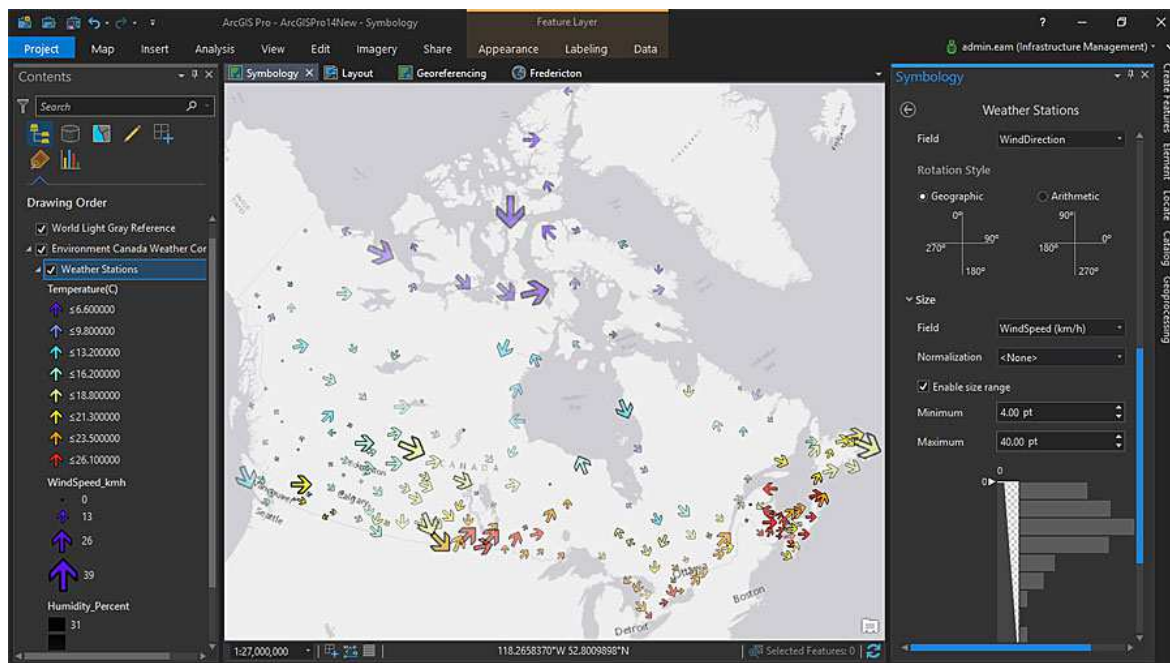 ArcGIS Pro - ArcGISPro14New - Symbology
Feature Layer
?
Project
Map
Insert
Analysis
View
Edit
Imagery
Share
Appearance
Labeling
Data
admin.eam (Infrastructure Management)
Contents
Search
Drawing Order
World Light Gray Reference
Environment Canada Weather Cor
Weather Stations
Temperature(C)
≤6.600000
≤9.800000
≤13.200000
≤16.200000
≤18.800000
≤21.300000
≤23.500000
≤26.100000
WindSpeed_kmh
0
13
26
39
Humidity_Percent
31
Symbology
Layout
Georeferencing
Fredericton
CANADA
Calgary
Seattle
Ottawa
Boston
Detroit
1:27,000,000
118.2658370°W 52.8009898°N
Selected Features: 0
Symbology
Weather Stations
Field
WindDirection
Rotation Style
Geographic
Arithmetic
0°
90°
270°
90°
180°
0°
180°
270°
Size
Field
WindSpeed (km/h)
Normalization
<None>
Enable size range
Minimum
4.00 pt
Maximum
40.00 pt
0
0
Create Features
Element
Locate
Catalog
Geoprocessing